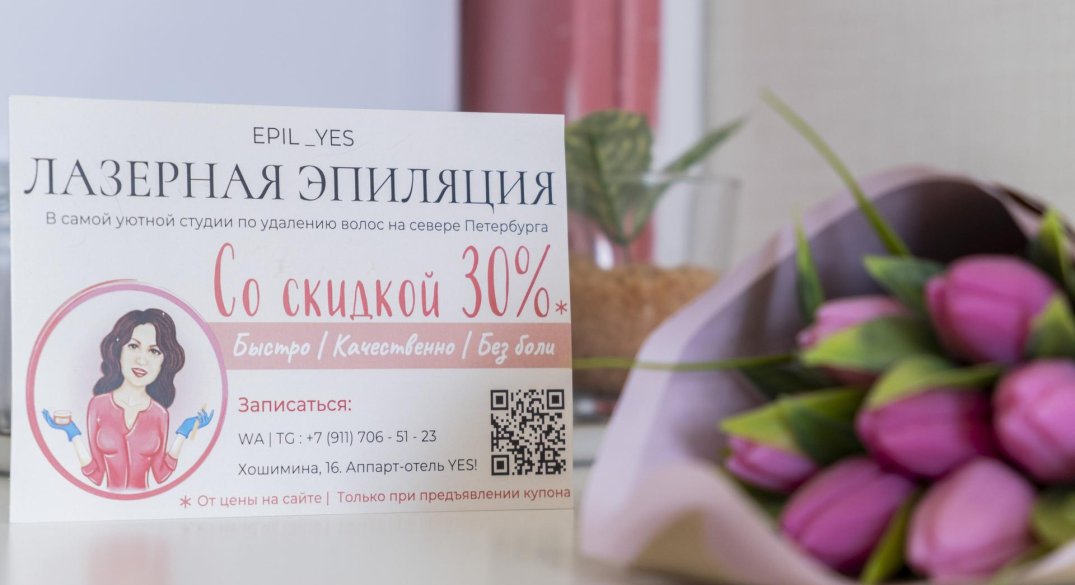 EPIL_YES
ЛАЗЕРНАЯ ЭПИЛЯЦИЯ
В самой уютной студии по удалению волос на севере Петербурга
Со скидкой 30%*
Быстро | Качественно | Без боли
Записаться:
WA | TG : +7 (911) 706 - 51 - 23
Хошимина, 16. Аппарт-отель YES!
* От цены на сайте | Только при предъявлении купона